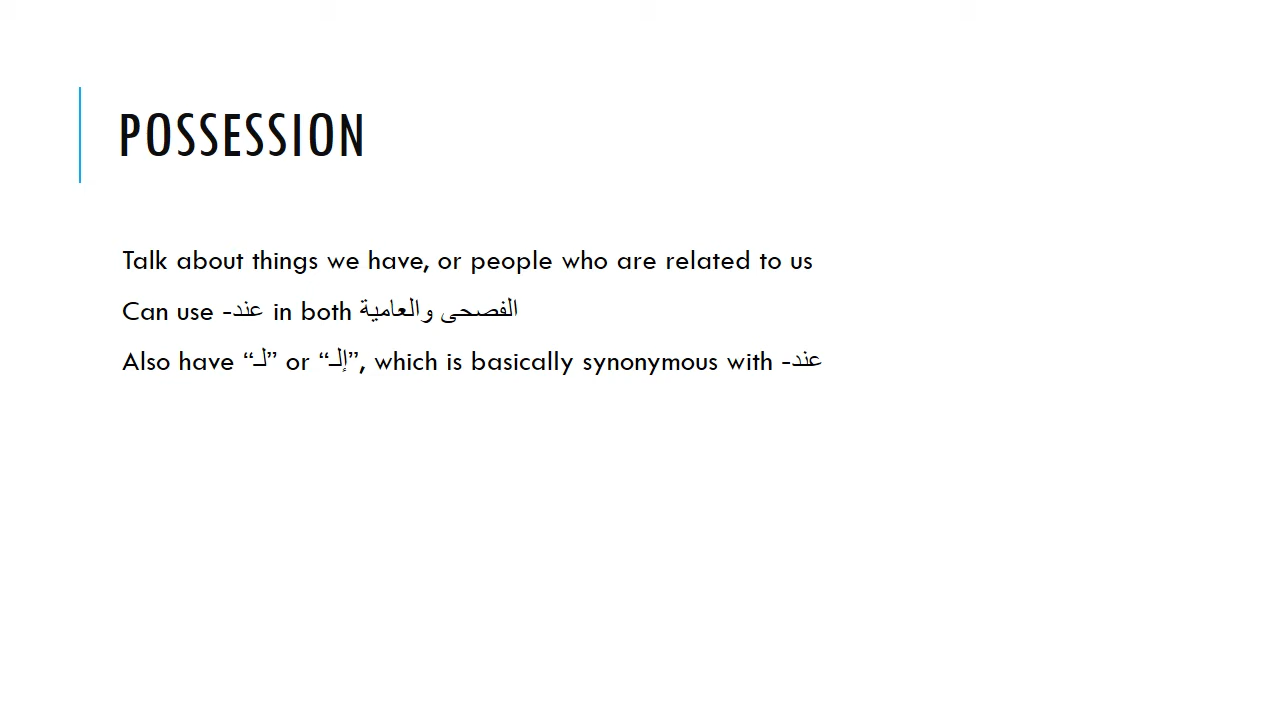 POSSESSION
Talk about things we have, or people who are related to us
Can use -عند in both الفصحى والعامية
Also have “لـ” or “إلـ”, which is basically synonymous with -عند